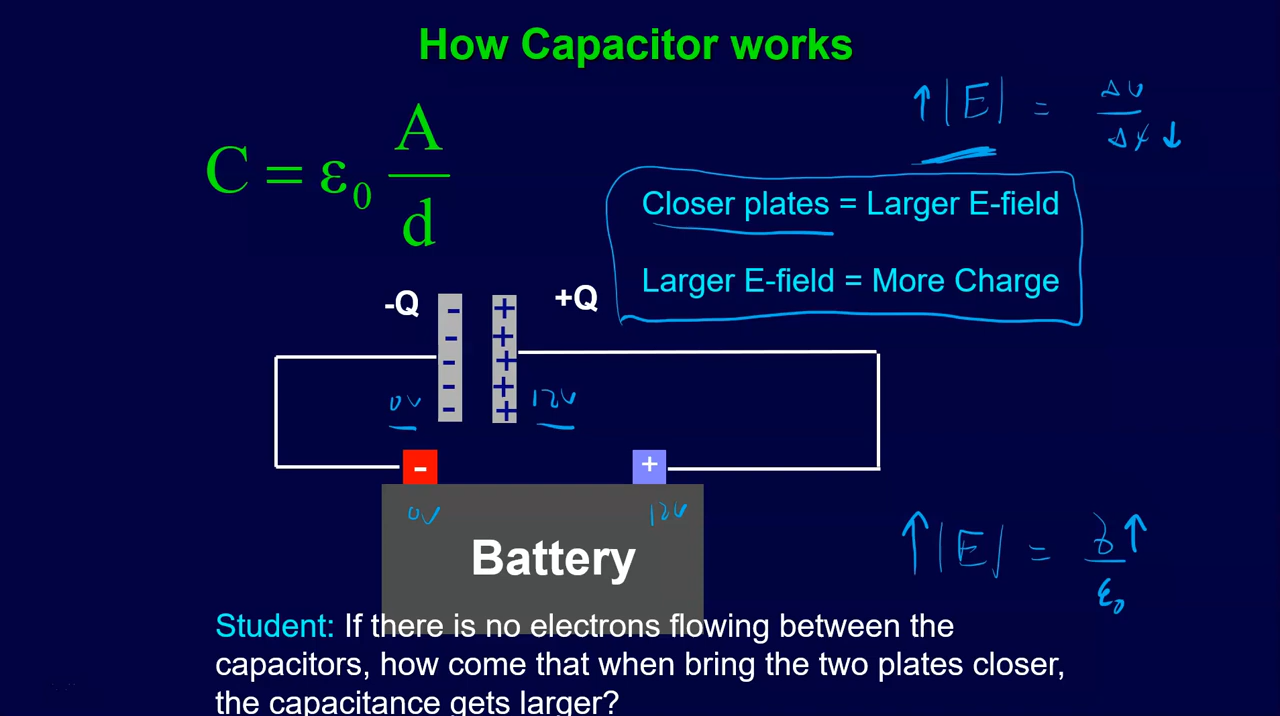 How Capacitor works
↑|E| = ΔV / Δx ↓
C = ε₀ A / d
Closer plates = Larger E-field
Larger E-field = More Charge
-Q
+Q
- +
- +
- +
- +
- +
0V
12V
-
+
0V
12V
Battery
↑|E| = ↑ / ε₀
Student: If there is no electrons flowing between the
capacitors, how come that when bring the two plates closer,
the capacitance gets larger?